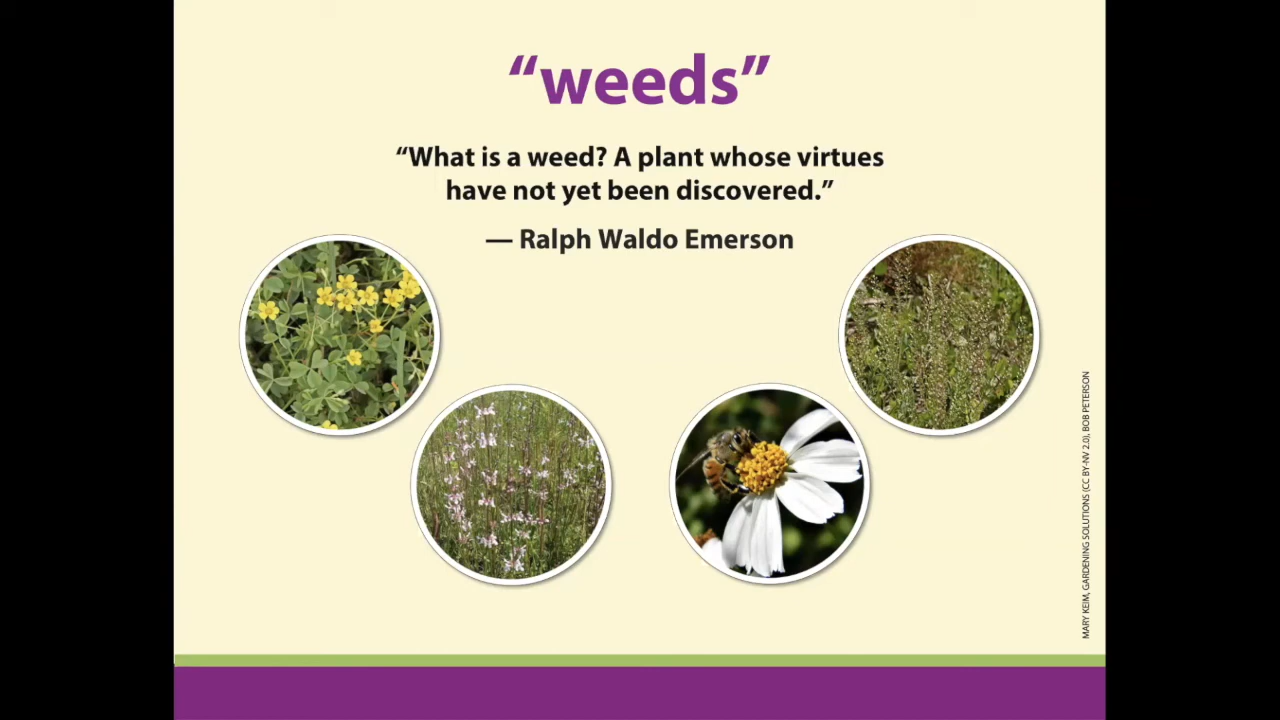 “weeds”
“What is a weed? A plant whose virtues
have not yet been discovered.”
— Ralph Waldo Emerson
MARY KEIM, GARDENING SOLUTIONS (CC BY-NV 2.0), BOB PETERSON